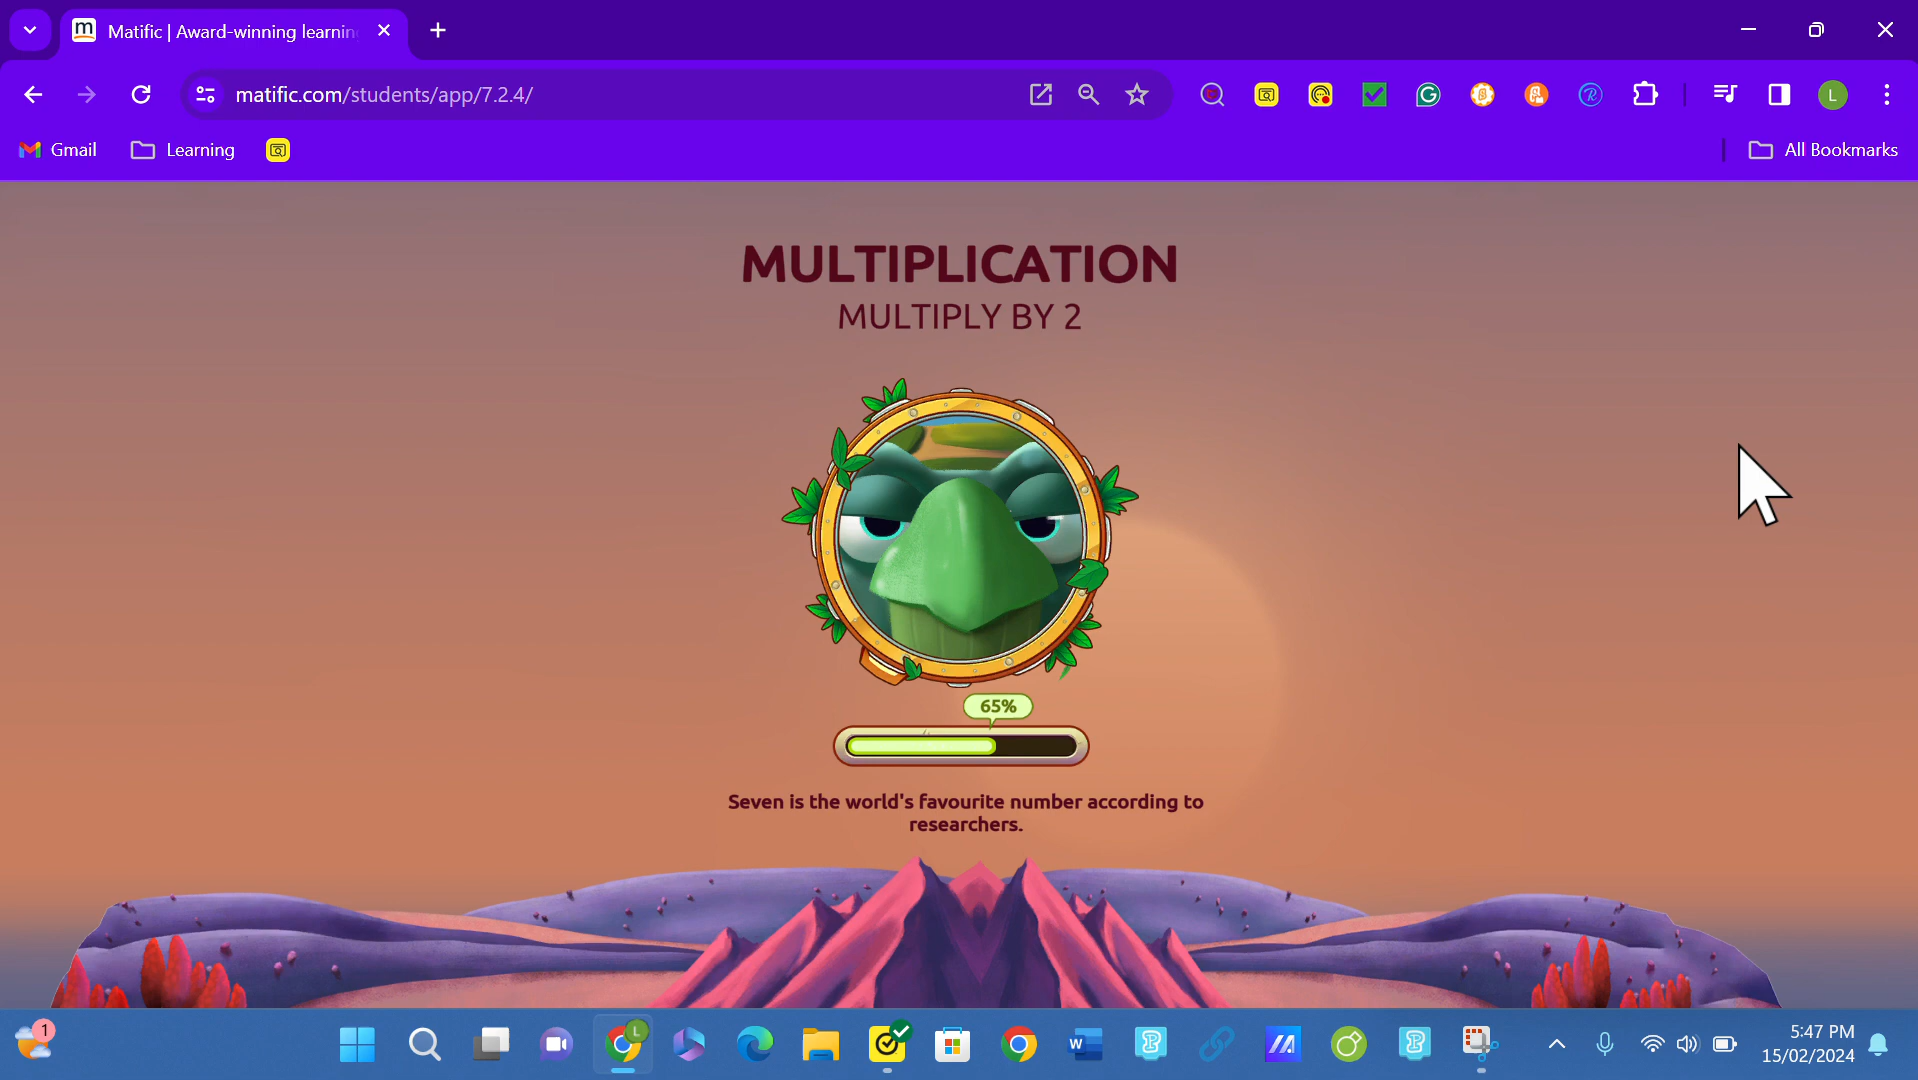 m Matific | Award-winning learnin
matific.com/students/app/7.2.4/
L
Gmail
Learning
All Bookmarks
MULTIPLICATION
MULTIPLY BY 2
65%
Seven is the world's favourite number according to
researchers.
1
L
W
5:47 PM
15/02/2024